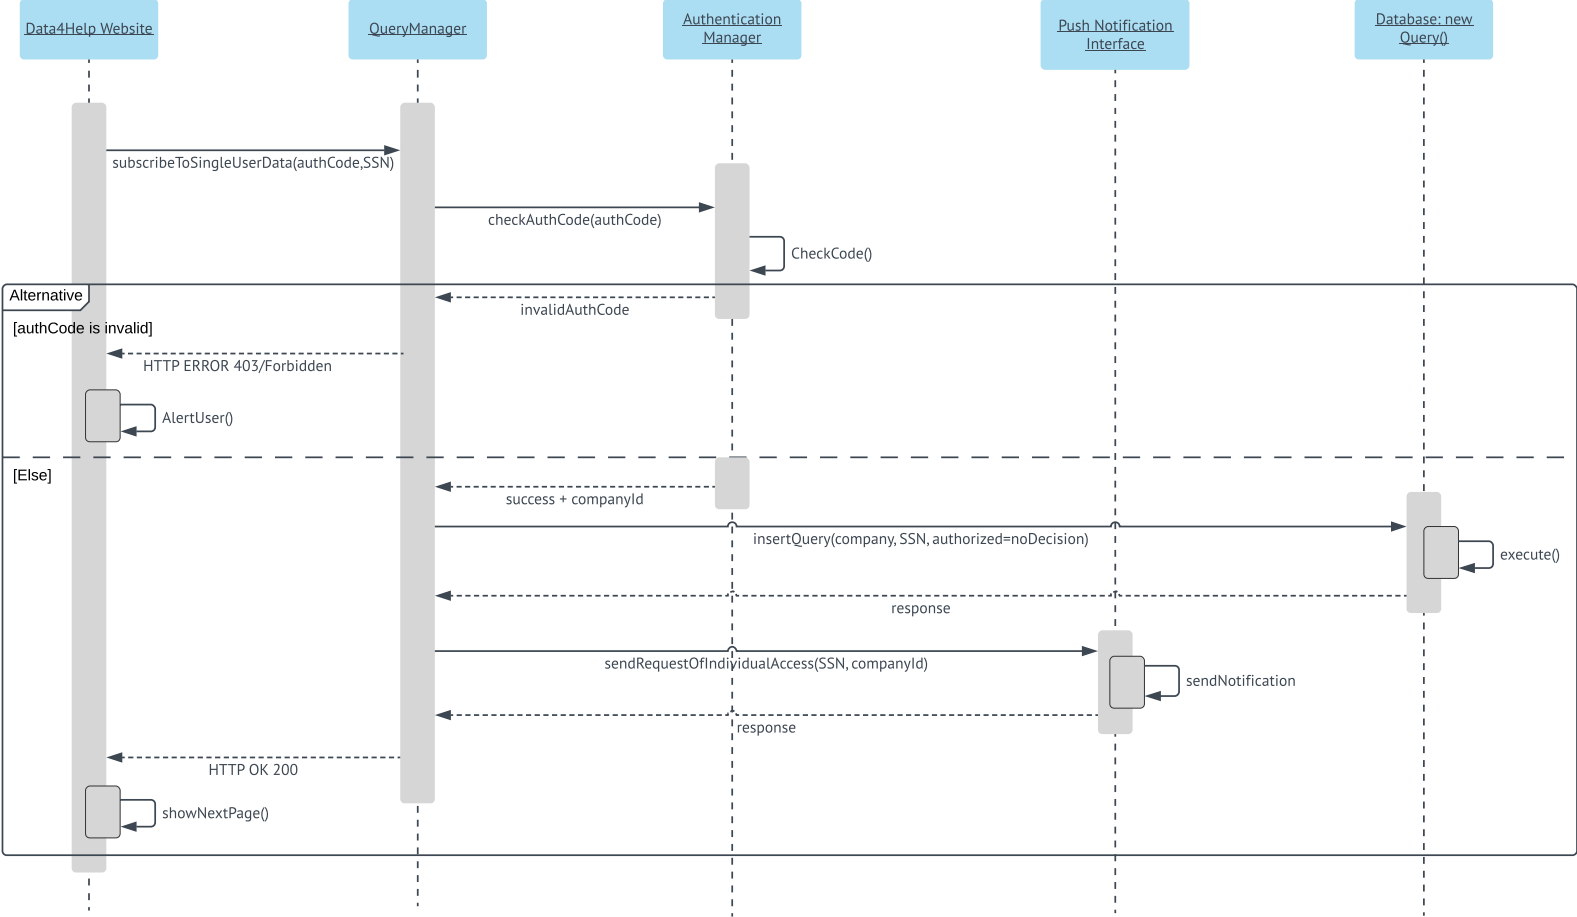 Data4Help Website
QueryManager
Authentication
Manager
Push Notification
Interface
Database: new
Query()
subscribeToSingleUserData(authCode,SSN)
checkAuthCode(authCode)
CheckCode()
Alternative
invalidAuthCode
[authCode is invalid]
HTTP ERROR 403/Forbidden
AlertUser()
[Else]
success + companyId
insertQuery(company, SSN, authorized=noDecision)
execute()
response
sendRequestOfIndividualAccess(SSN, companyId)
sendNotification
response
HTTP OK 200
showNextPage()